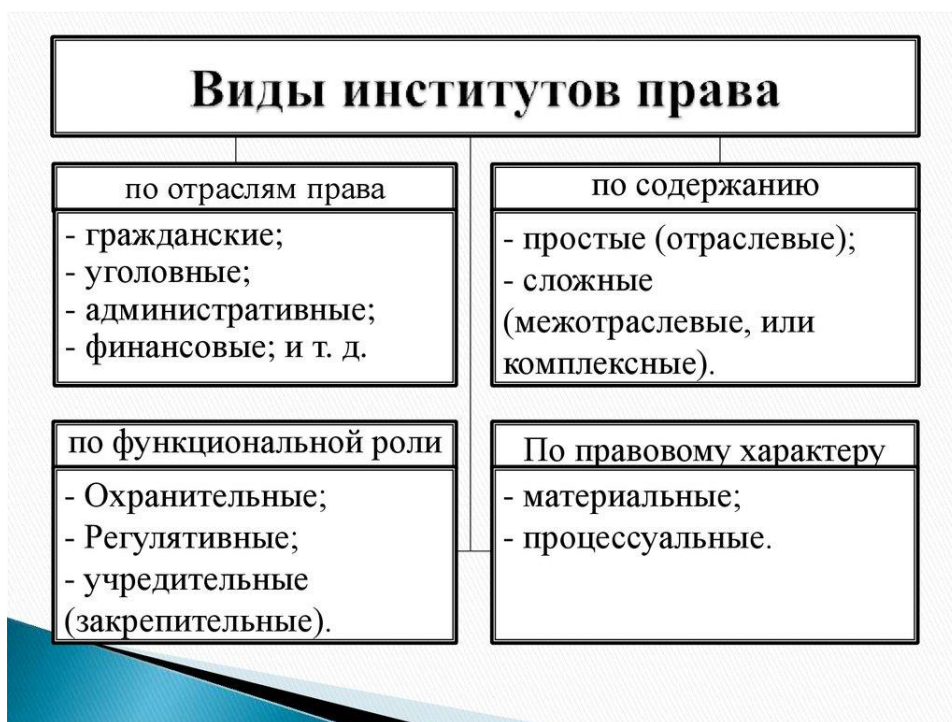 Виды институтов права
по отраслям права
- гражданские;
- уголовные;
- административные;
- финансовые; и т. д.
по содержанию
- простые (отраслевые);
- сложные
(межотраслевые, или
комплексные).
по функциональной роли
- Охранительные;
- Регулятивные;
- учредительные
(закрепительные).
По правовому характеру
- материальные;
- процессуальные.